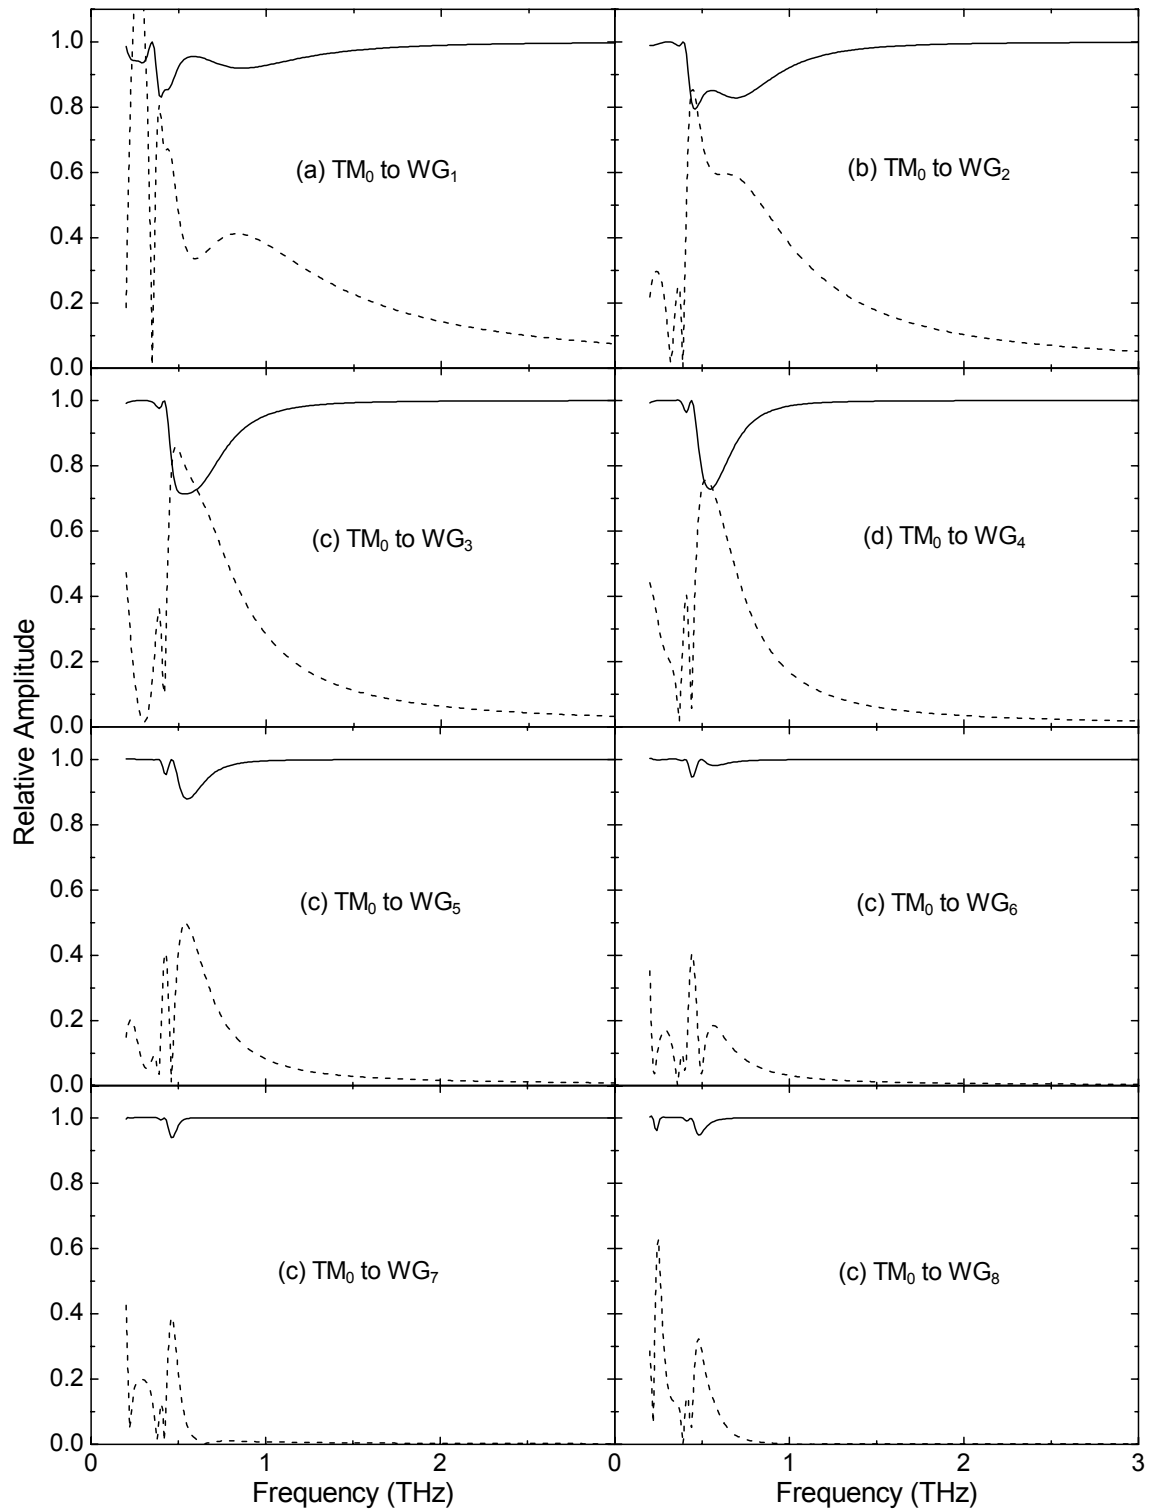 1.0
0.8
0.6
0.4
0.2
0.0
(a) TM₀ to WG₁
(b) TM₀ to WG₂
1.0
0.8
0.6
0.4
0.2
0.0
(c) TM₀ to WG₃
(d) TM₀ to WG₄
Relative Amplitude
1.0
0.8
0.6
0.4
0.2
0.0
(c) TM₀ to WG₅
(c) TM₀ to WG₆
1.0
0.8
0.6
0.4
0.2
0.0
(c) TM₀ to WG₇
(c) TM₀ to WG₈
0 1 2 0 1 2 3
Frequency (THz) Frequency (THz)